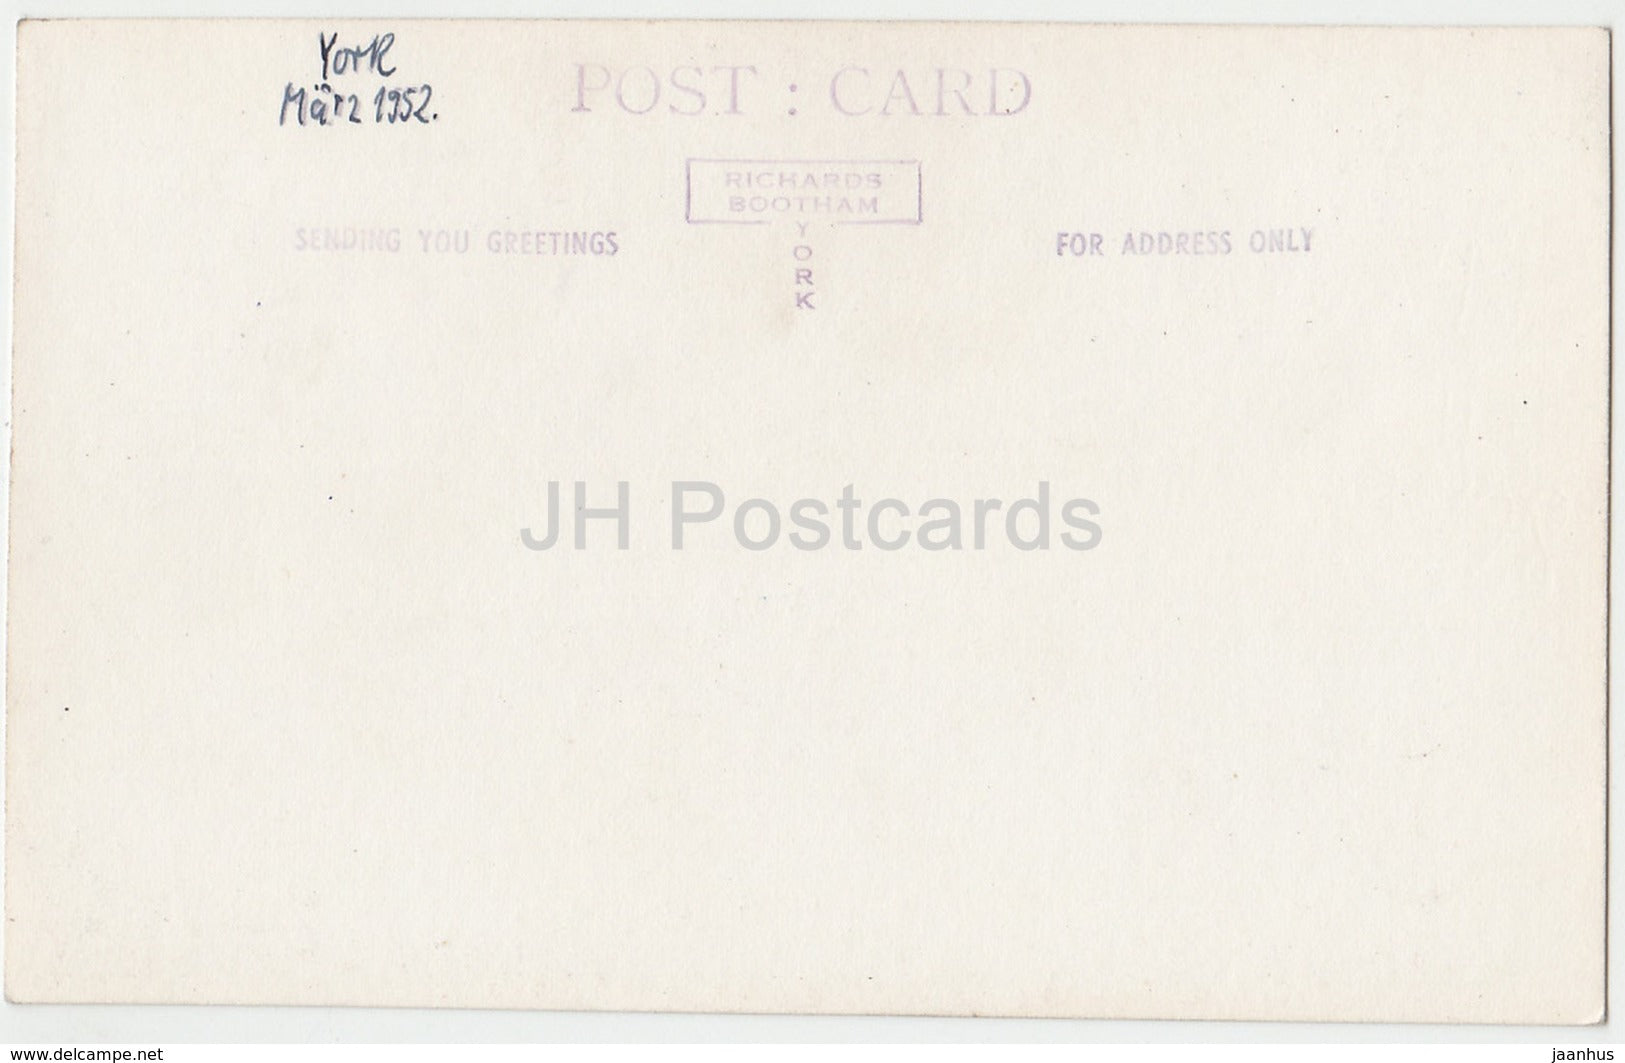 York
März 1952.
POST : CARD
RICHARDS
BOOTHAM
YORK
SENDING YOU GREETINGS
FOR ADDRESS ONLY
JH Postcards
www.delcampe.net
jaanhus